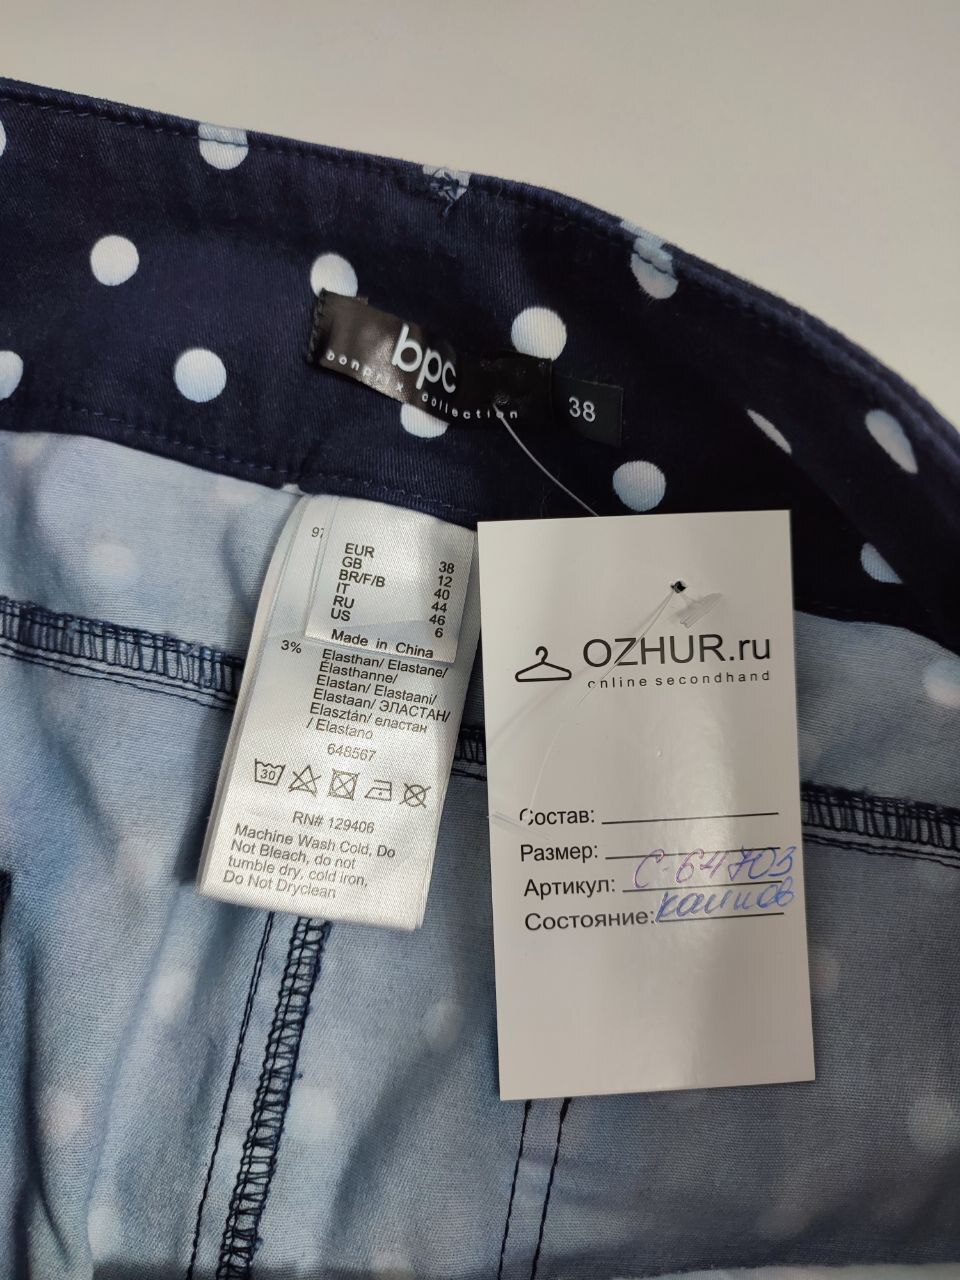 bpc
bonprix collection
38
97
EUR 38
GB 12
BR/F/B 40
IT 44
RU 46
US 6
Made in China
3% Elasthan/ Elastane/
Élasthanne/
Elastan/ Elastaani/
Elastaan/ ЭЛАСТАН/
Elasztán/ еластан
/ Elastano
648567
30
RN# 129406
Machine Wash Cold, Do
Not Bleach, do not
tumble dry, cold iron,
Do Not Dryclean
OZHUR.ru
online secondhand
Состав:
Размер:
Артикул: С-64703
Состояние: